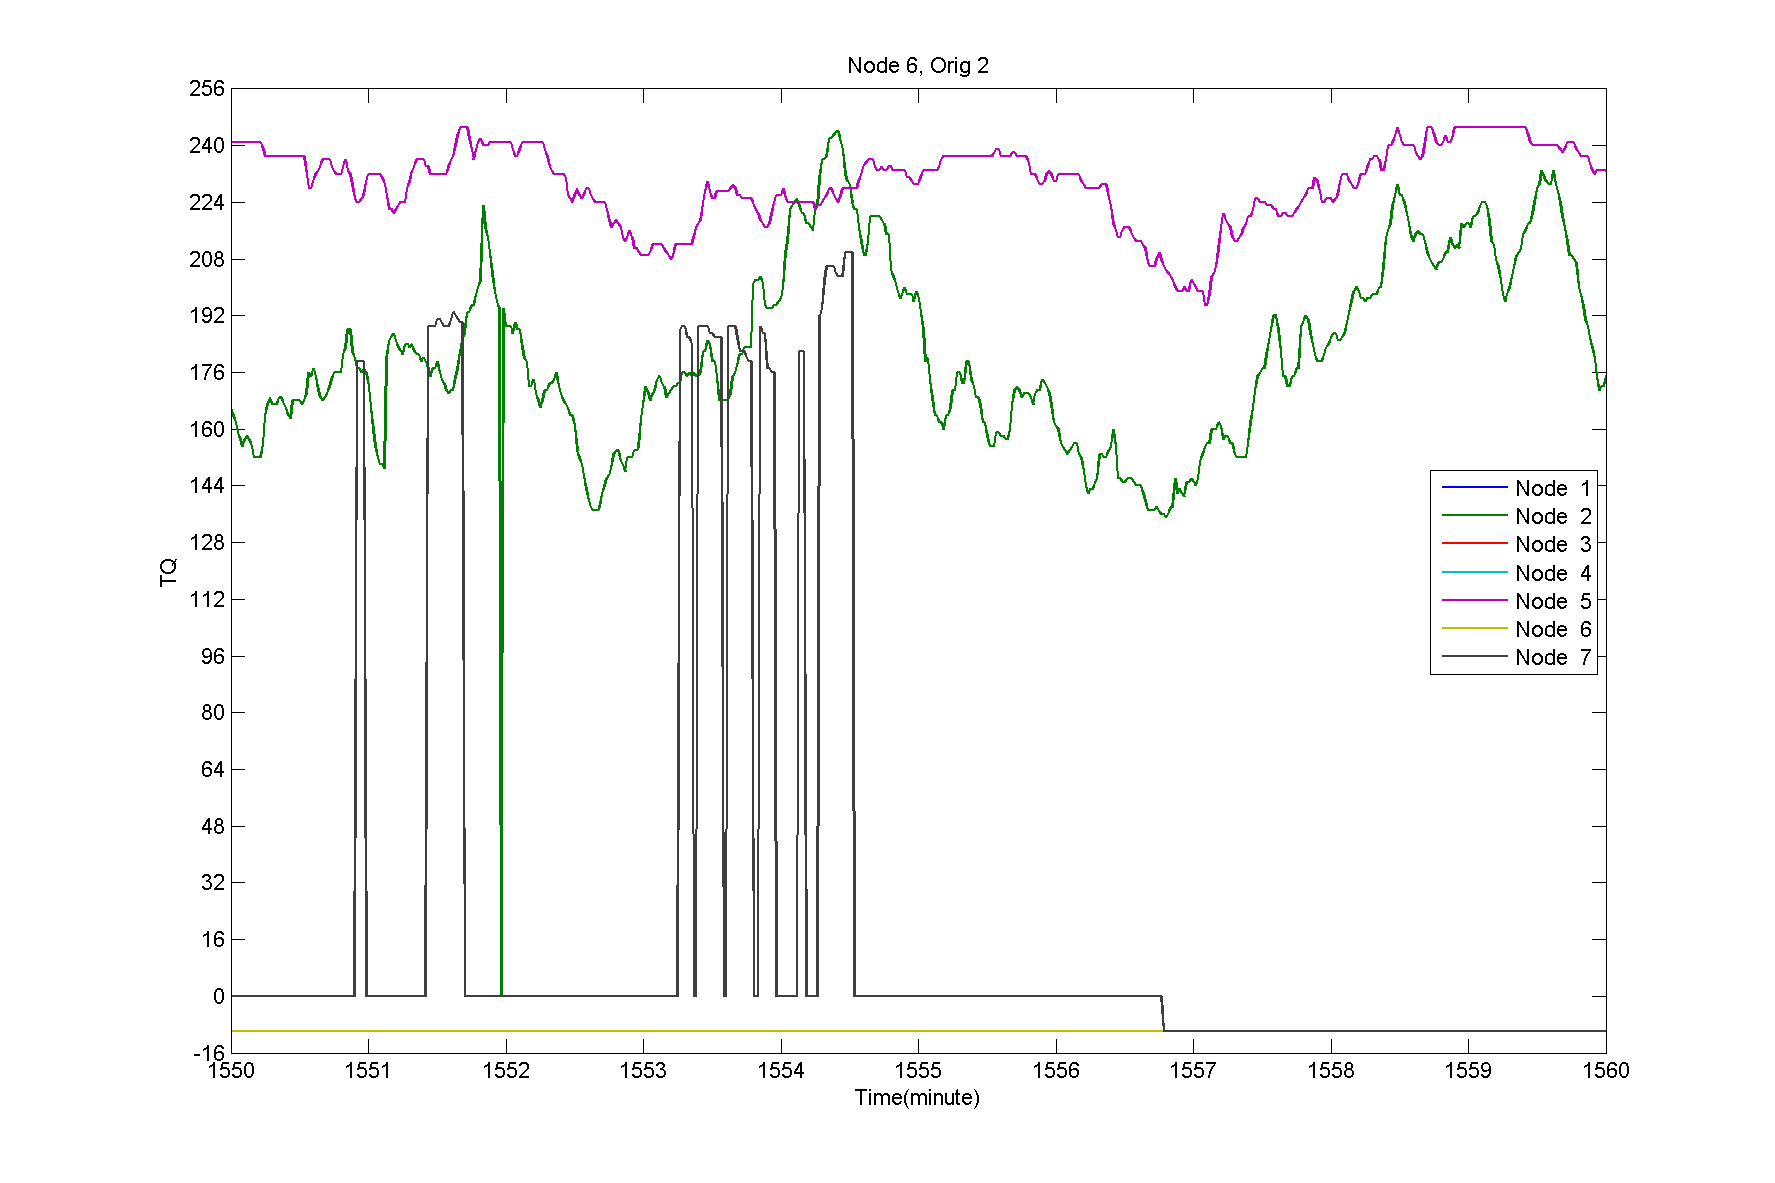 Node 6, Orig 2
256
240
224
208
192
176
160
144
128
112
96
80
64
48
32
16
0
-16
TQ
1550 1551 1552 1553 1554 1555 1556 1557 1558 1559 1560
Time(minute)
Node 1
Node 2
Node 3
Node 4
Node 5
Node 6
Node 7